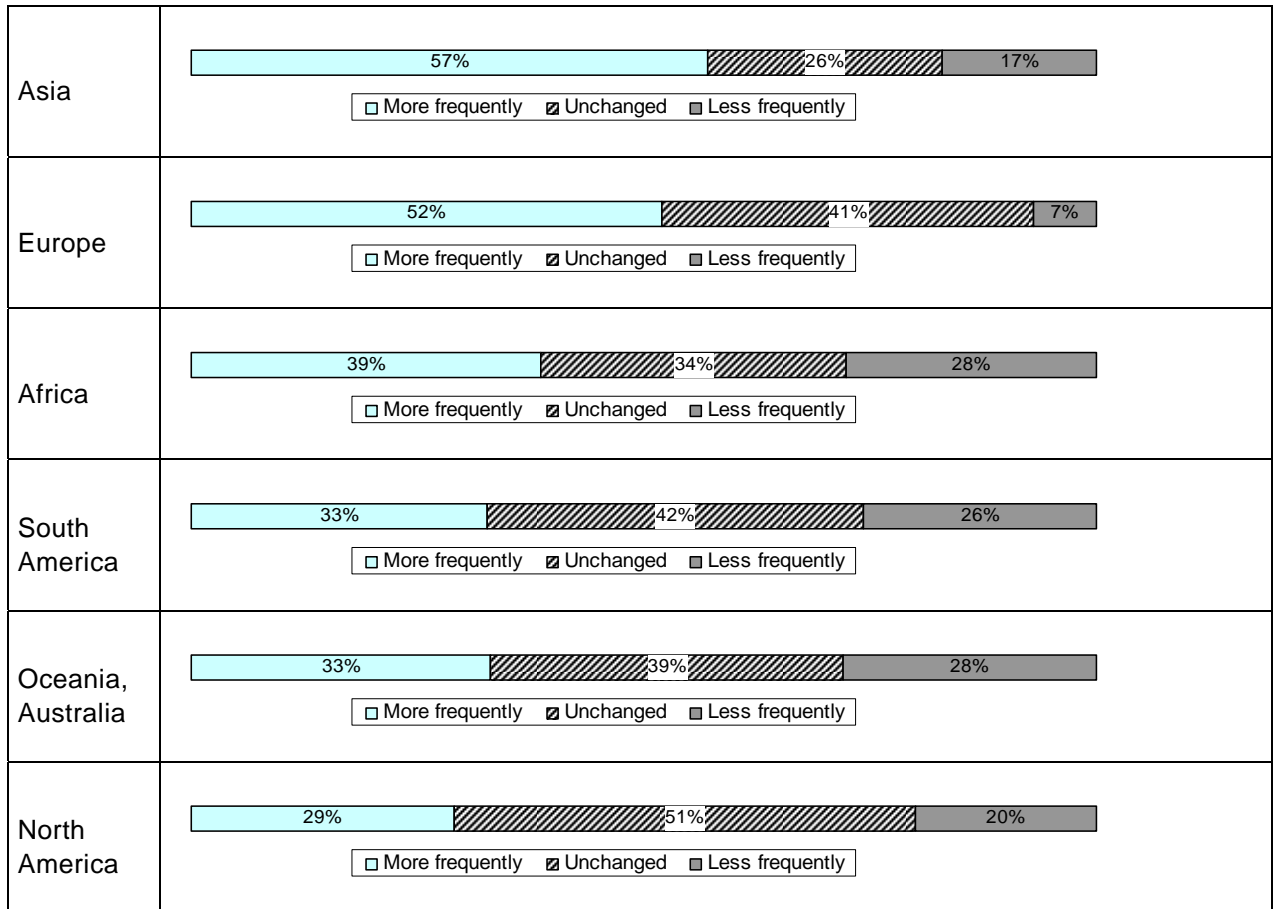 57% 26% 17%
Asia
More frequently Unchanged Less frequently
52% 41% 7%
Europe
More frequently Unchanged Less frequently
39% 34% 28%
Africa
More frequently Unchanged Less frequently
33% 42% 26%
South
America
More frequently Unchanged Less frequently
33% 39% 28%
Oceania,
Australia
More frequently Unchanged Less frequently
29% 51% 20%
North
America
More frequently Unchanged Less frequently